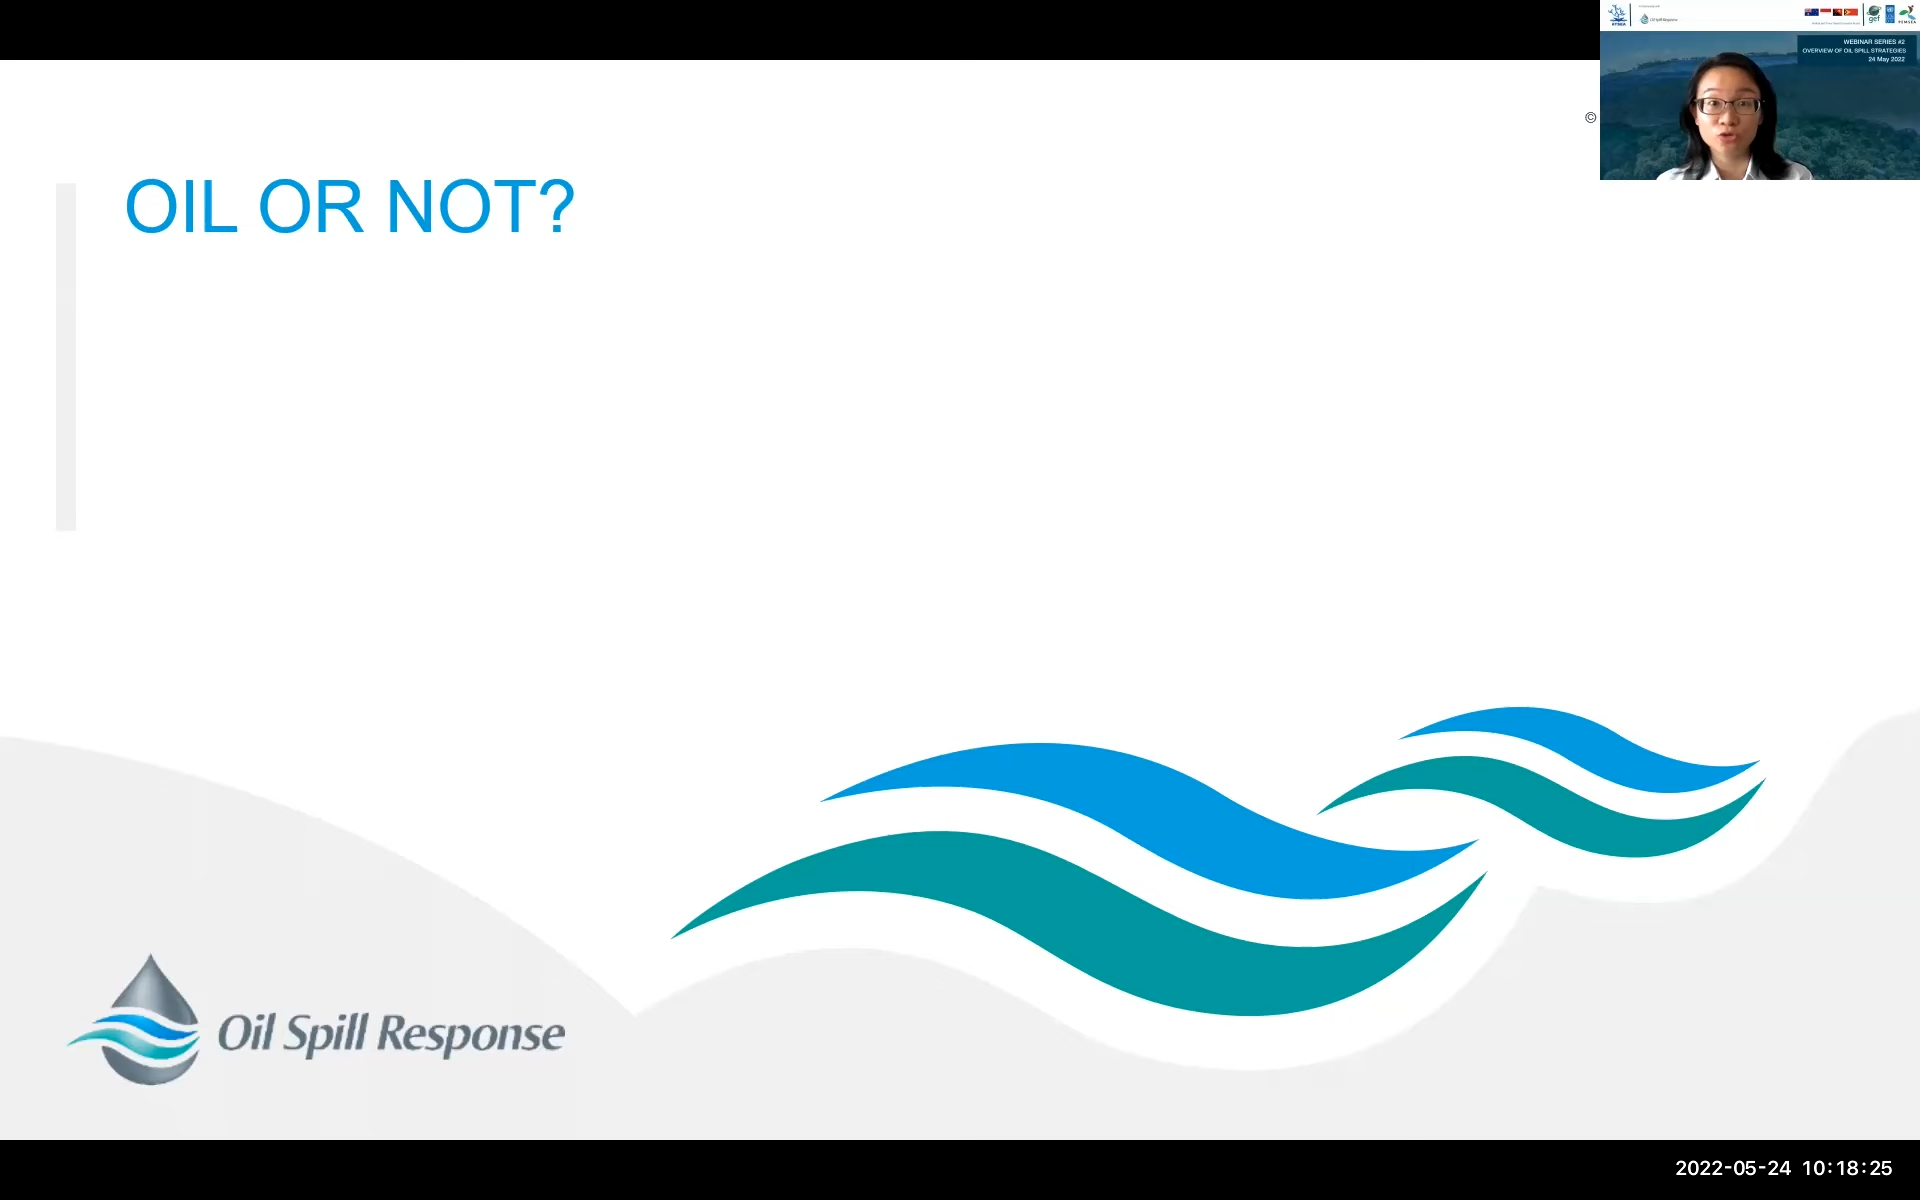 WEBINAR SERIES #2
OVERVIEW OF OIL SPILL STRATEGIES
24 May 2022
©
OIL OR NOT?
Oil Spill Response
2022-05-24 10:18:25